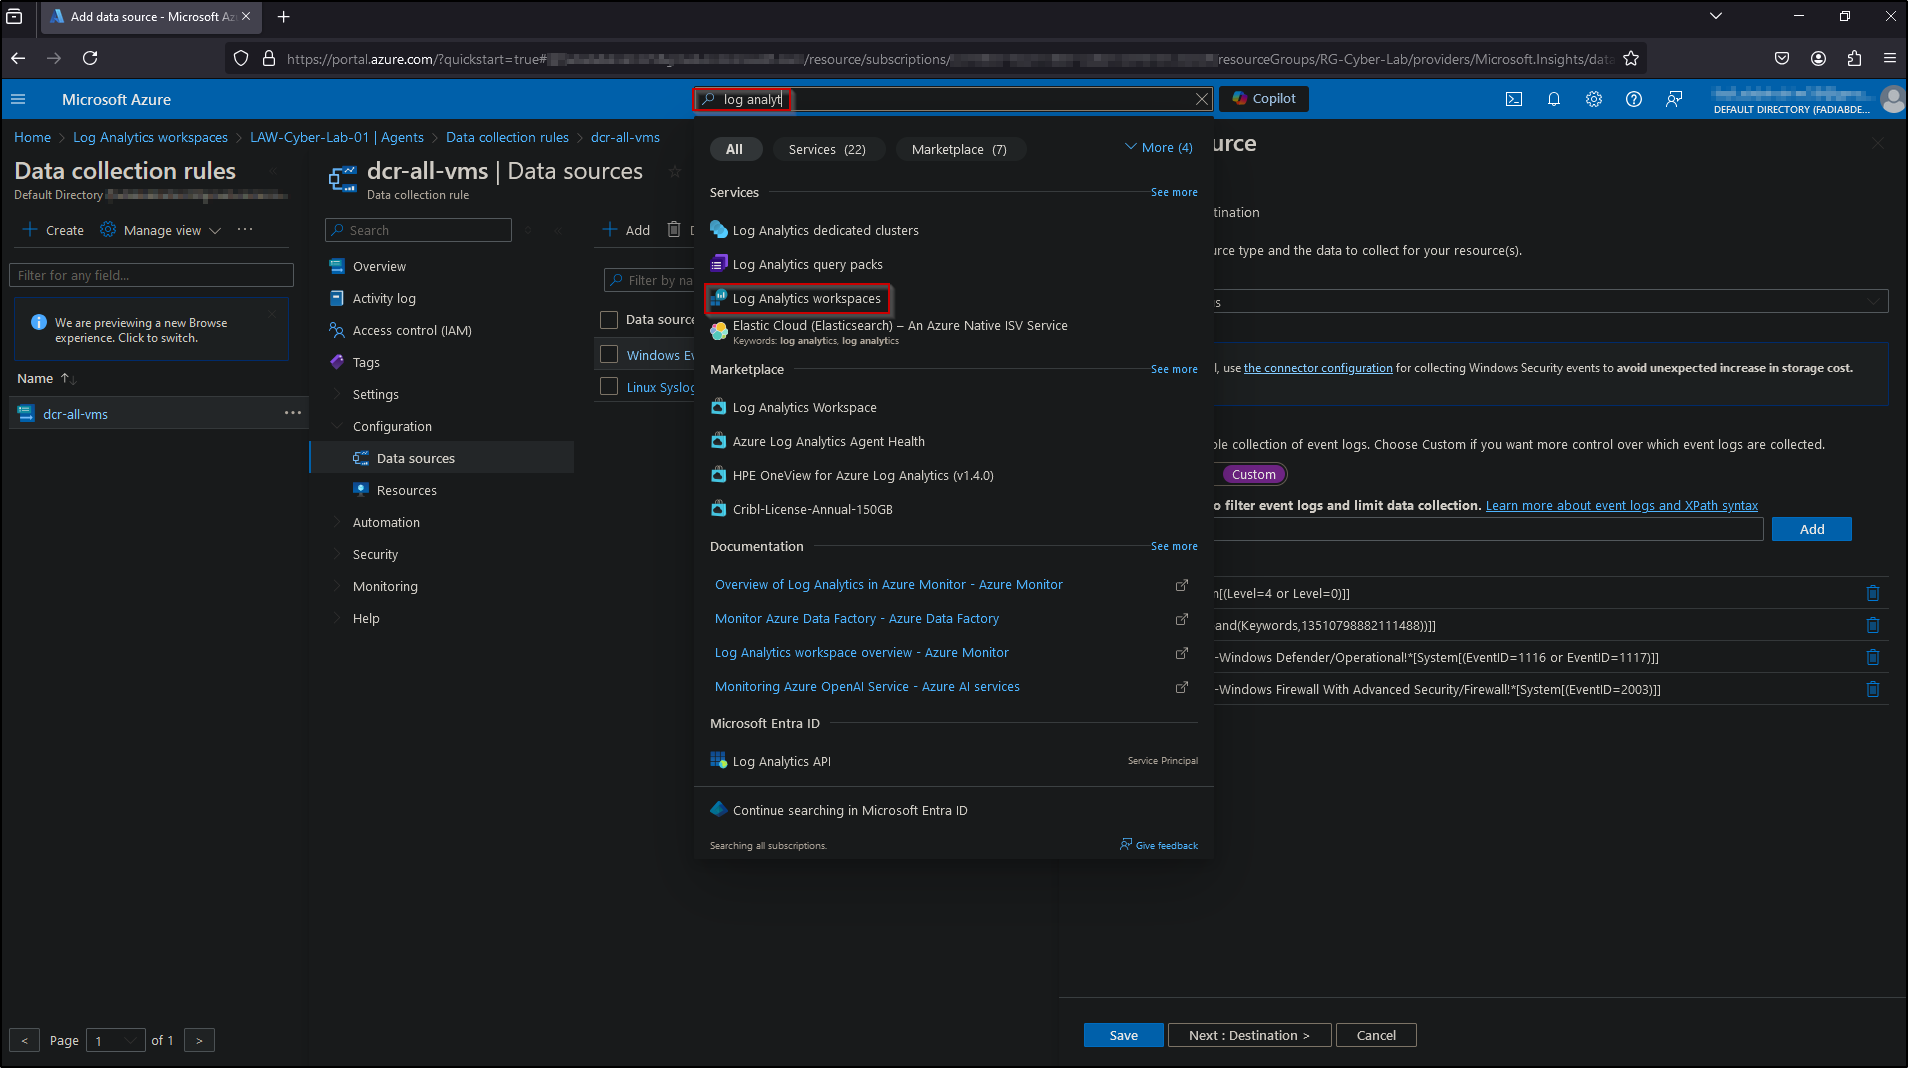 Add data source - Microsoft Az
https://portal.azure.com/?quickstart=true#
/resource/subscriptions/
resourceGroups/RG-Cyber-Lab/providers/Microsoft.Insights/data
Microsoft Azure
log analyt
Copilot
DEFAULT DIRECTORY (FADIABDE...
Home > Log Analytics workspaces > LAW-Cyber-Lab-01 | Agents > Data collection rules > dcr-all-vms
Data collection rules
Default Directory
Create
Manage view
Filter for any field...
We are previewing a new Browse
experience. Click to switch.
Name
dcr-all-vms
< Page 1 of 1 >
dcr-all-vms | Data sources
Data collection rule
Search
Overview
Activity log
Access control (IAM)
Tags
Settings
Configuration
Data sources
Resources
Automation
Security
Monitoring
Help
Add
Filter by na
Data source
Windows Ev
Linux Syslog
All
Services (22)
Marketplace (7)
More (4)
Services
See more
Log Analytics dedicated clusters
Log Analytics query packs
Log Analytics workspaces
Elastic Cloud (Elasticsearch) – An Azure Native ISV Service
Keywords: log analytics, log analytics
Marketplace
See more
Log Analytics Workspace
Azure Log Analytics Agent Health
HPE OneView for Azure Log Analytics (v1.4.0)
Cribl-License-Annual-150GB
Documentation
See more
Overview of Log Analytics in Azure Monitor - Azure Monitor
Monitor Azure Data Factory - Azure Data Factory
Log Analytics workspace overview - Azure Monitor
Monitoring Azure OpenAI Service - Azure AI services
Microsoft Entra ID
Log Analytics API
Service Principal
Continue searching in Microsoft Entra ID
Searching all subscriptions.
Give feedback
urce
tination
urce type and the data to collect for your resource(s).
s
l, use the connector configuration for collecting Windows Security events to avoid unexpected increase in storage cost.
le collection of event logs. Choose Custom if you want more control over which event logs are collected.
Custom
o filter event logs and limit data collection. Learn more about event logs and XPath syntax
Add
n[(Level=4 or Level=0)]]
and(Keywords,13510798882111488))]]
-Windows Defender/Operational!*[System[(EventID=1116 or EventID=1117)]]
-Windows Firewall With Advanced Security/Firewall!*[System[(EventID=2003)]]
Save
Next : Destination >
Cancel